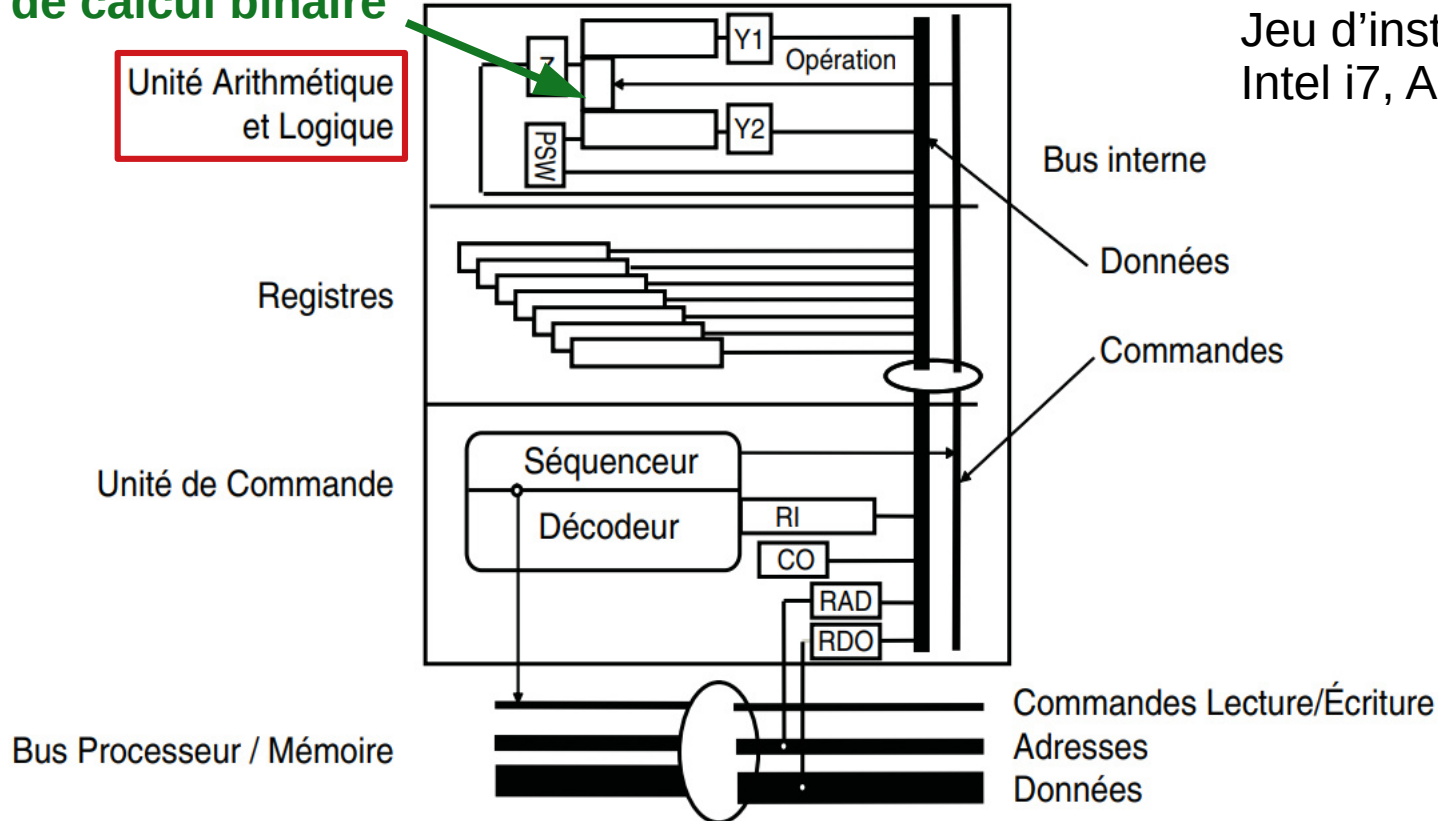 de calcul binaire
Jeu d'inst
Intel i7, A
Unité Arithmétique
et Logique
Z
Y1
Opération
Y2
PSW
Bus interne
Données
Registres
Commandes
Unité de Commande
Séquenceur
Décodeur
RI
CO
RAD
RDO
Commandes Lecture/Écriture
Bus Processeur / Mémoire
Adresses
Données